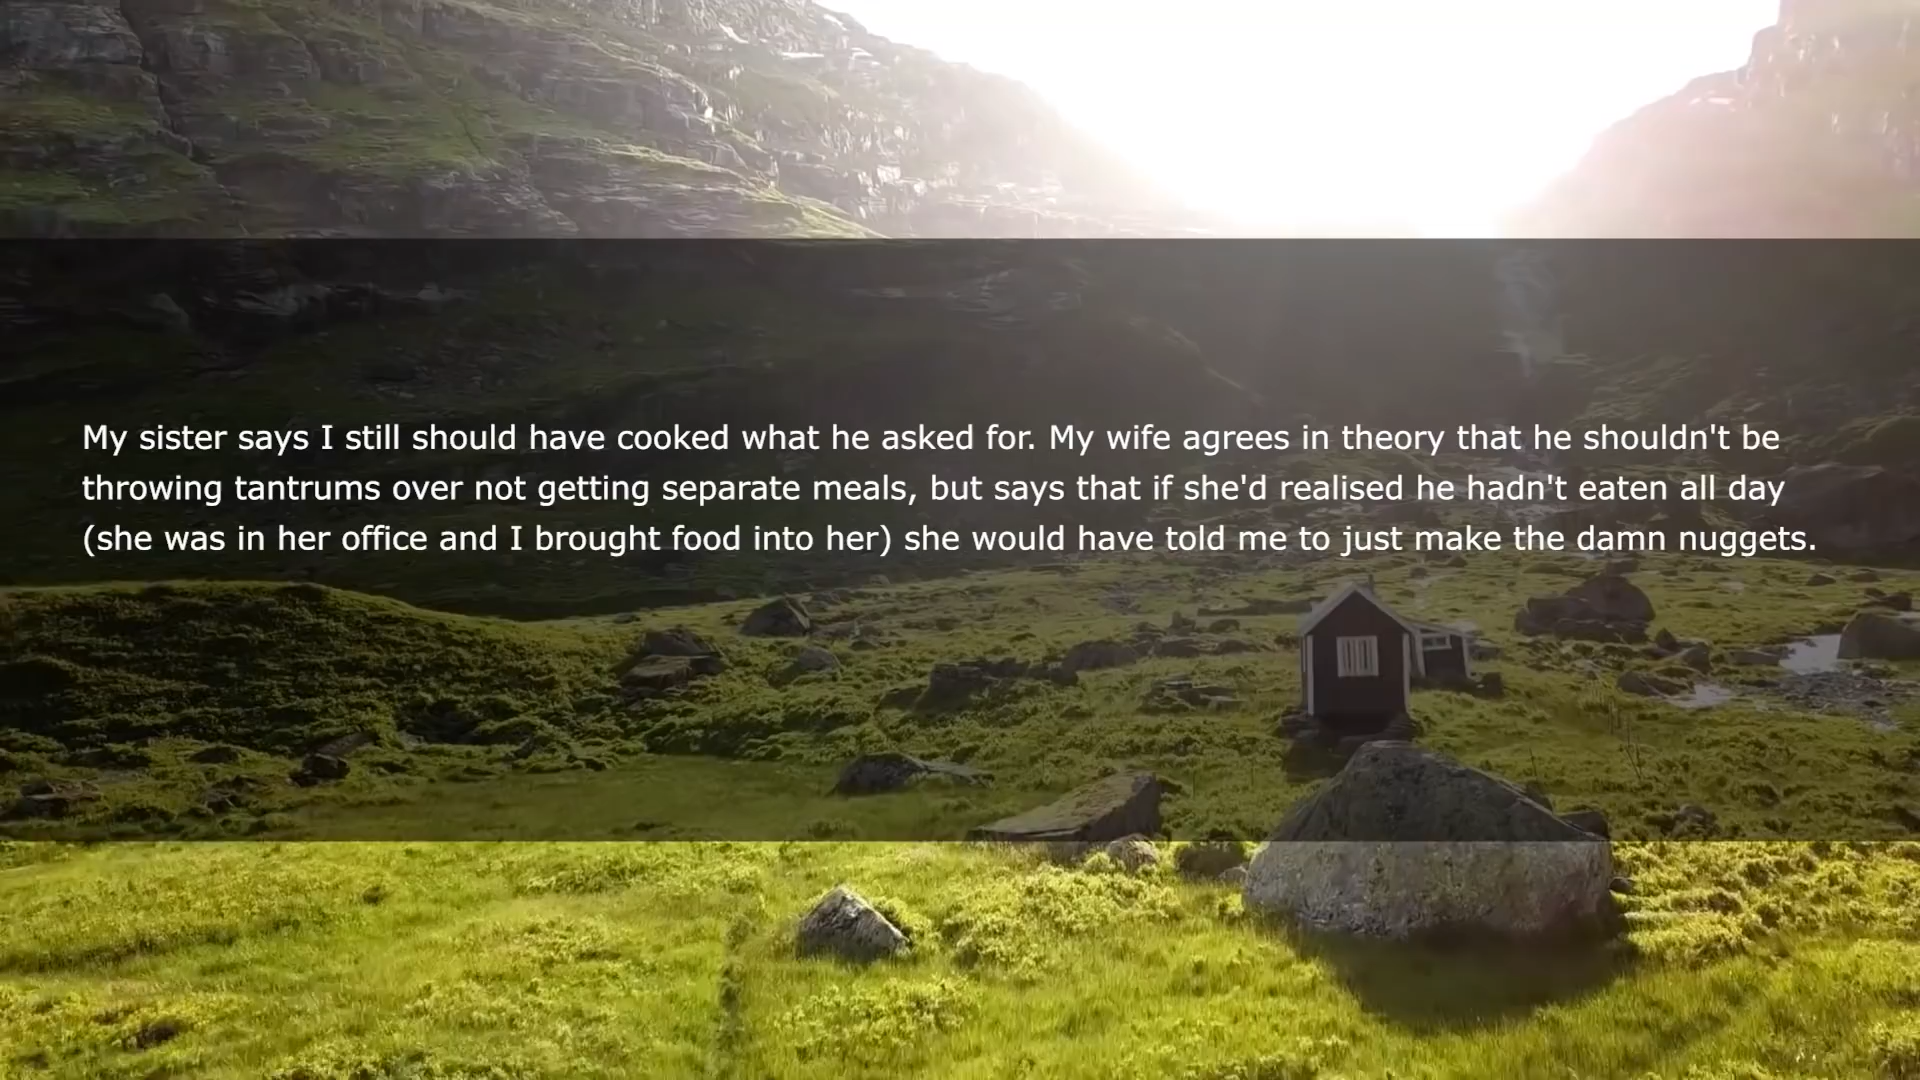 My sister says I still should have cooked what he asked for. My wife agrees in theory that he shouldn't be
throwing tantrums over not getting separate meals, but says that if she'd realised he hadn't eaten all day
(she was in her office and I brought food into her) she would have told me to just make the damn nuggets.